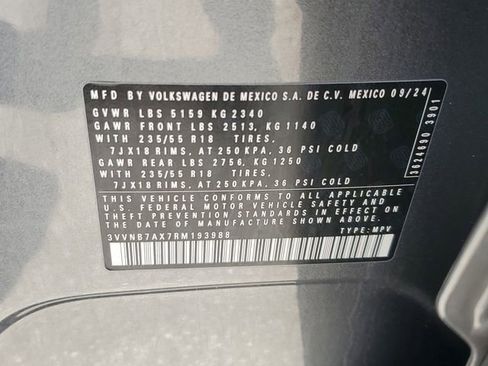 MFD BY VOLKSWAGEN DE MEXICO S.A. DE C.V. MEXICO 09/24
GVWR LBS 5159 KG 2340
GAWR FRONT LBS 2513, KG 1140
WITH 235/55 R18 TIRES,
7JX18 RIMS, AT 250 KPA, 36 PSI COLD
GAWR REAR LBS 2756, KG 1250
WITH 235/55 R18 TIRES,
7JX18 RIMS, AT 250 KPA, 36 PSI COLD
THIS VEHICLE CONFORMS TO ALL APPLICABLE
U.S. FEDERAL MOTOR VEHICLE SAFETY AND
THEFT PREVENTION STANDARDS IN EFFECT ON
THE DATE OF MANUFACTURE SHOWN ABOVE.
3VVNB7AX7RM193988 TYPE: MPV
3624690 3901